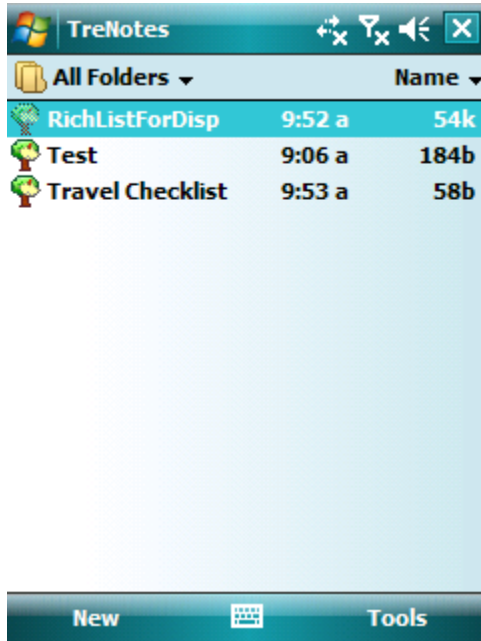 TreNotes
All Folders Name
RichListForDisp 9:52 a 54k
Test 9:06 a 184b
Travel Checklist 9:53 a 58b
New Tools